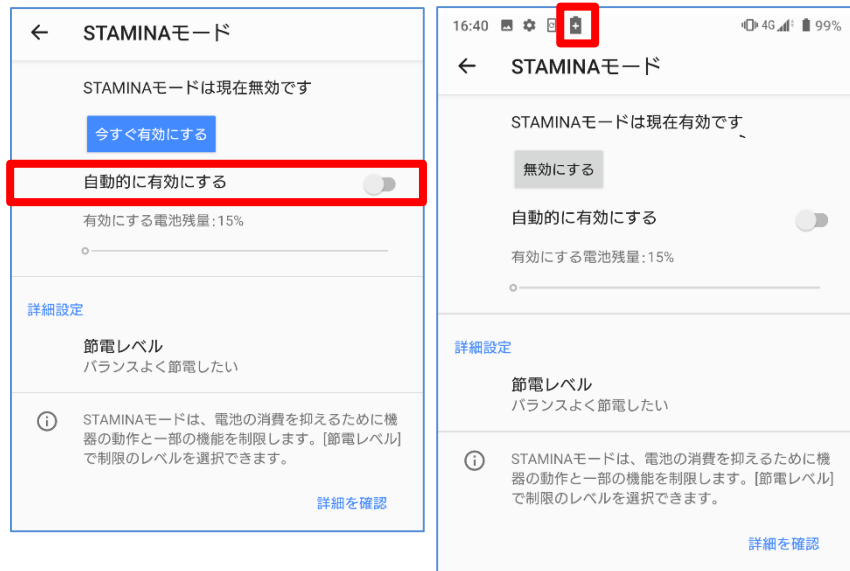 STAMINAモード
STAMINAモードは現在無効です
今すぐ有効にする
自動的に有効にする
有効にする電池残量:15%
詳細設定
節電レベル
バランスよく節電したい
STAMINAモードは、電池の消費を抑えるために機
器の動作と一部の機能を制限します。[節電レベル]
で制限のレベルを選択できます。
詳細を確認
16:40 4G 99%
STAMINAモード
STAMINAモードは現在有効です
無効にする
自動的に有効にする
有効にする電池残量:15%
詳細設定
節電レベル
バランスよく節電したい
STAMINAモードは、電池の消費を抑えるために機
器の動作と一部の機能を制限します。[節電レベル]
で制限のレベルを選択できます。
詳細を確認